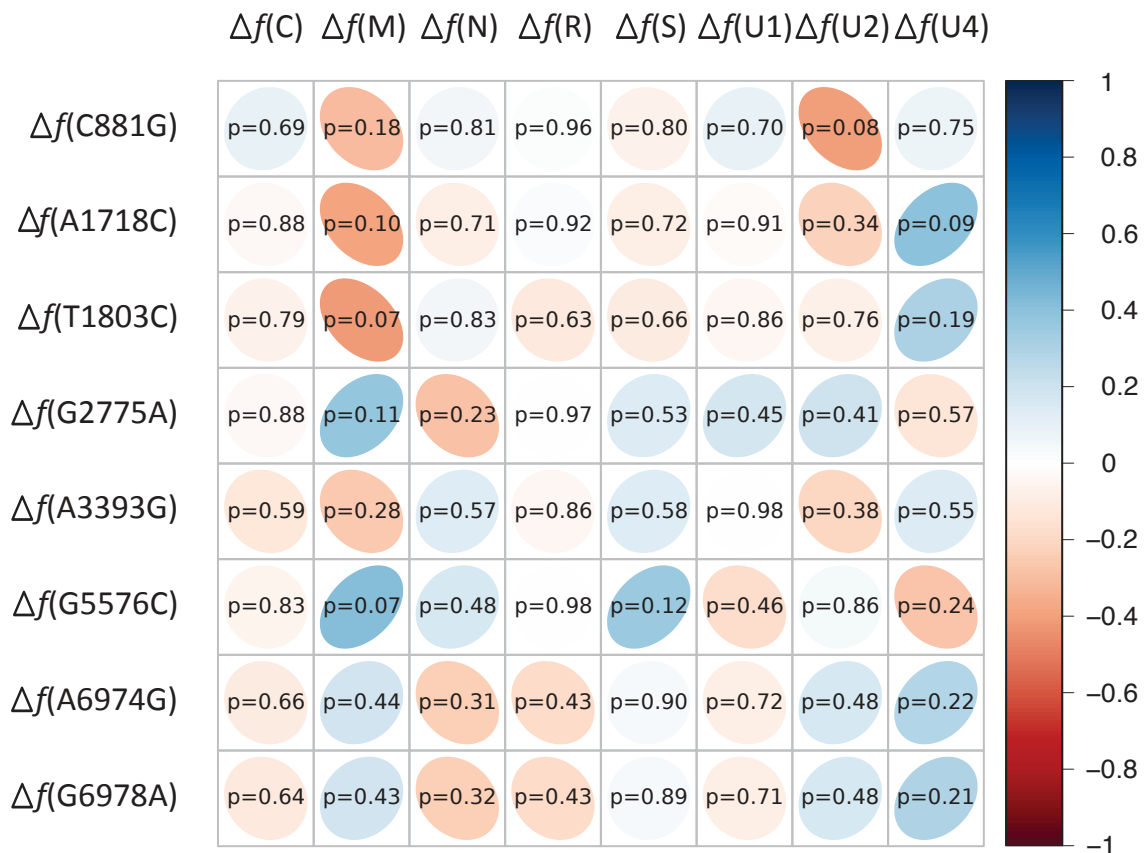 Δf(C) Δf(M) Δf(N) Δf(R) Δf(S) Δf(U1) Δf(U2) Δf(U4)
Δf(C881G) p=0.69 p=0.18 p=0.81 p=0.96 p=0.80 p=0.70 p=0.08 p=0.75
Δf(A1718C) p=0.88 p=0.10 p=0.71 p=0.92 p=0.72 p=0.91 p=0.34 p=0.09
Δf(T1803C) p=0.79 p=0.07 p=0.83 p=0.63 p=0.66 p=0.86 p=0.76 p=0.19
Δf(G2775A) p=0.88 p=0.11 p=0.23 p=0.97 p=0.53 p=0.45 p=0.41 p=0.57
Δf(A3393G) p=0.59 p=0.28 p=0.57 p=0.86 p=0.58 p=0.98 p=0.38 p=0.55
Δf(G5576C) p=0.83 p=0.07 p=0.48 p=0.98 p=0.12 p=0.46 p=0.86 p=0.24
Δf(A6974G) p=0.66 p=0.44 p=0.31 p=0.43 p=0.90 p=0.72 p=0.48 p=0.22
Δf(G6978A) p=0.64 p=0.43 p=0.32 p=0.43 p=0.89 p=0.71 p=0.48 p=0.21
1
0.8
0.6
0.4
0.2
0
−0.2
−0.4
−0.6
−0.8
−1